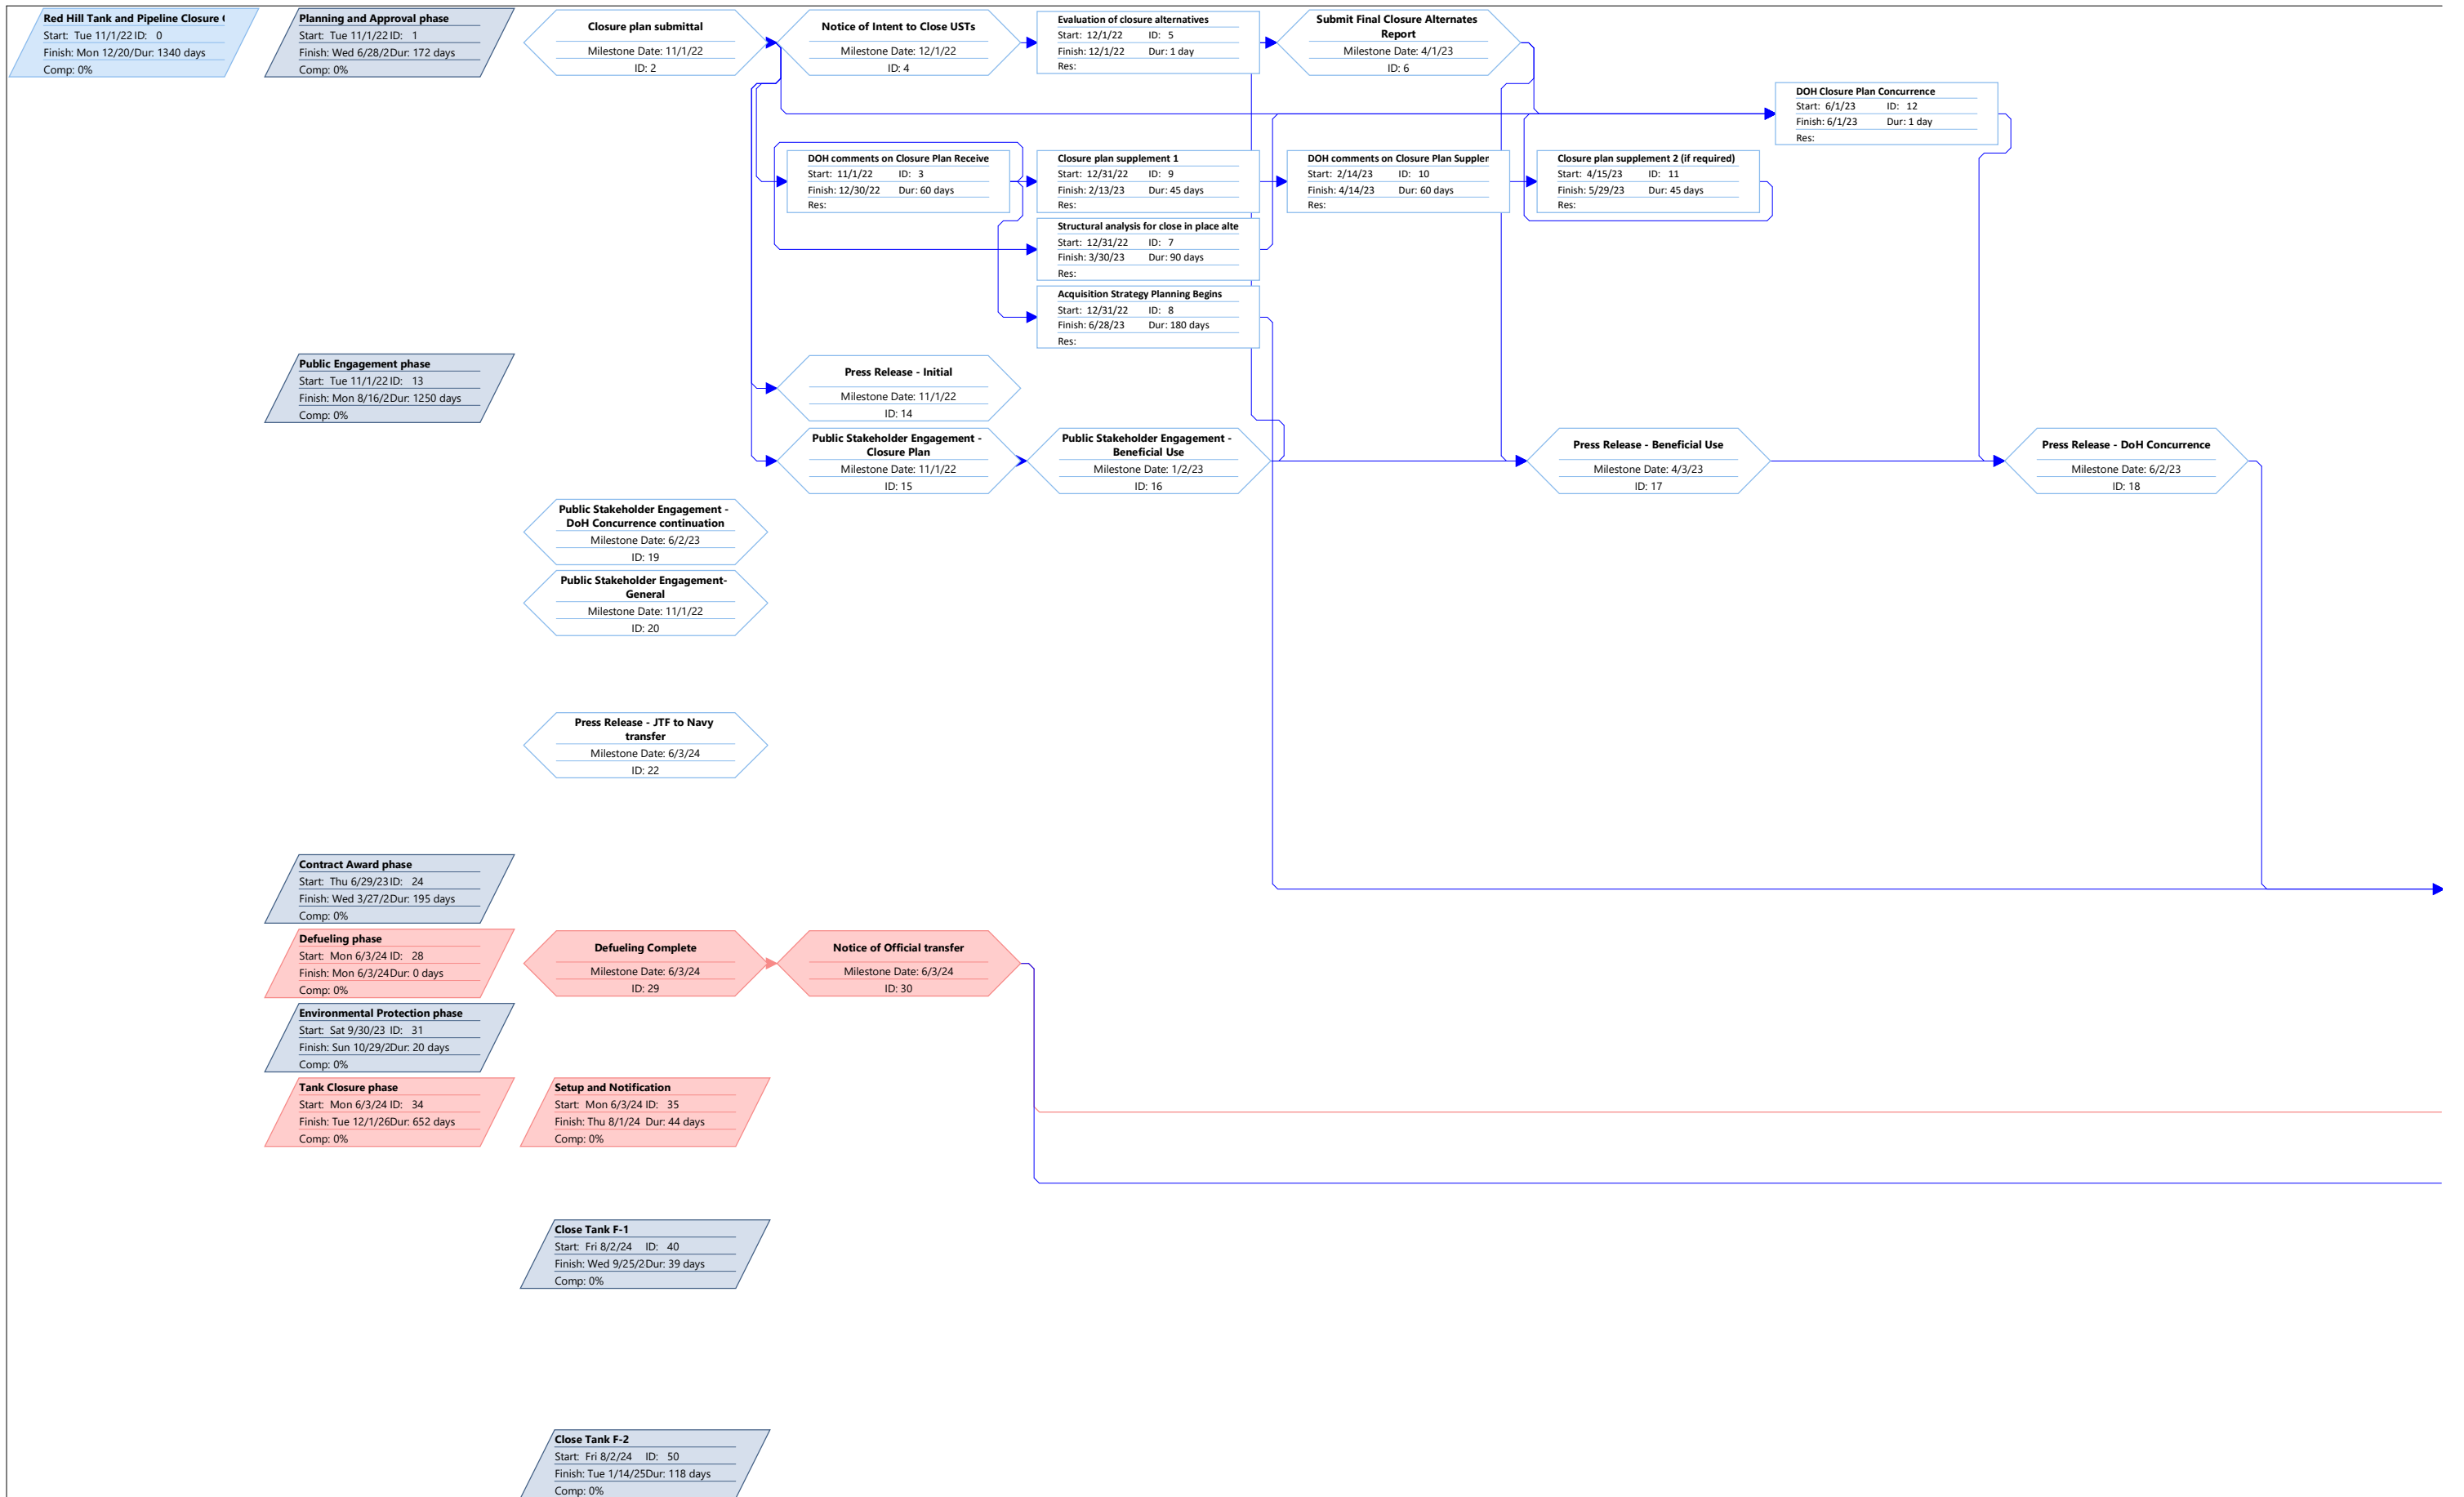 Red Hill Tank and Pipeline Closure
Start: Tue 11/1/22 ID: 0
Finish: Mon 12/20/Dur: 1340 days
Comp: 0%
Planning and Approval phase
Start: Tue 11/1/22 ID: 1
Finish: Wed 6/28/2Dur: 172 days
Comp: 0%
Closure plan submittal
Milestone Date: 11/1/22
ID: 2
Notice of Intent to Close USTs
Milestone Date: 12/1/22
ID: 4
Evaluation of closure alternatives
Start: 12/1/22 ID: 5
Finish: 12/1/22 Dur: 1 day
Res:
Submit Final Closure Alternates
Report
Milestone Date: 4/1/23
ID: 6
DOH Closure Plan Concurrence
Start: 6/1/23 ID: 12
Finish: 6/1/23 Dur: 1 day
Res:
DOH comments on Closure Plan Receive
Start: 11/1/22 ID: 3
Finish: 12/30/22 Dur: 60 days
Res:
Closure plan supplement 1
Start: 12/31/22 ID: 9
Finish: 2/13/23 Dur: 45 days
Res:
DOH comments on Closure Plan Suppler
Start: 2/14/23 ID: 10
Finish: 4/14/23 Dur: 60 days
Res:
Closure plan supplement 2 (if required)
Start: 4/15/23 ID: 11
Finish: 5/29/23 Dur: 45 days
Res:
Structural analysis for close in place alte
Start: 12/31/22 ID: 7
Finish: 3/30/23 Dur: 90 days
Res:
Acquisition Strategy Planning Begins
Start: 12/31/22 ID: 8
Finish: 6/28/23 Dur: 180 days
Res:
Public Engagement phase
Start: Tue 11/1/22 ID: 13
Finish: Mon 8/16/2Dur: 1250 days
Comp: 0%
Press Release - Initial
Milestone Date: 11/1/22
ID: 14
Public Stakeholder Engagement -
Closure Plan
Milestone Date: 11/1/22
ID: 15
Public Stakeholder Engagement -
Beneficial Use
Milestone Date: 1/2/23
ID: 16
Press Release - Beneficial Use
Milestone Date: 4/3/23
ID: 17
Press Release - DoH Concurrence
Milestone Date: 6/2/23
ID: 18
Public Stakeholder Engagement -
DoH Concurrence continuation
Milestone Date: 6/2/23
ID: 19
Public Stakeholder Engagement-
General
Milestone Date: 11/1/22
ID: 20
Press Release - JTF to Navy
transfer
Milestone Date: 6/3/24
ID: 22
Contract Award phase
Start: Thu 6/29/23 ID: 24
Finish: Wed 3/27/2Dur: 195 days
Comp: 0%
Defueling phase
Start: Mon 6/3/24 ID: 28
Finish: Mon 6/3/24Dur: 0 days
Comp: 0%
Defueling Complete
Milestone Date: 6/3/24
ID: 29
Notice of Official transfer
Milestone Date: 6/3/24
ID: 30
Environmental Protection phase
Start: Sat 9/30/23 ID: 31
Finish: Sun 10/29/2Dur: 20 days
Comp: 0%
Tank Closure phase
Start: Mon 6/3/24 ID: 34
Finish: Tue 12/1/26Dur: 652 days
Comp: 0%
Setup and Notification
Start: Mon 6/3/24 ID: 35
Finish: Thu 8/1/24 Dur: 44 days
Comp: 0%
Close Tank F-1
Start: Fri 8/2/24 ID: 40
Finish: Wed 9/25/2Dur: 39 days
Comp: 0%
Close Tank F-2
Start: Fri 8/2/24 ID: 50
Finish: Tue 1/14/25Dur: 118 days
Comp: 0%